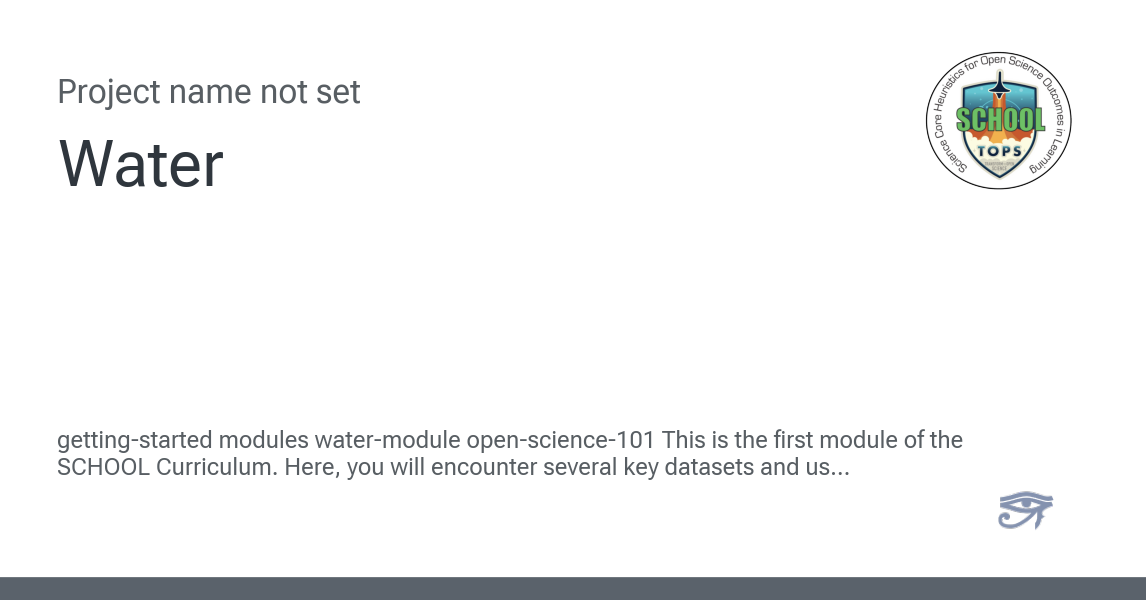 Project name not set
Water
Science Core Heuristics for Open Science Outcomes in Learning
SCHOOL
TOPS
getting-started modules water-module open-science-101 This is the first module of the
SCHOOL Curriculum. Here, you will encounter several key datasets and us...